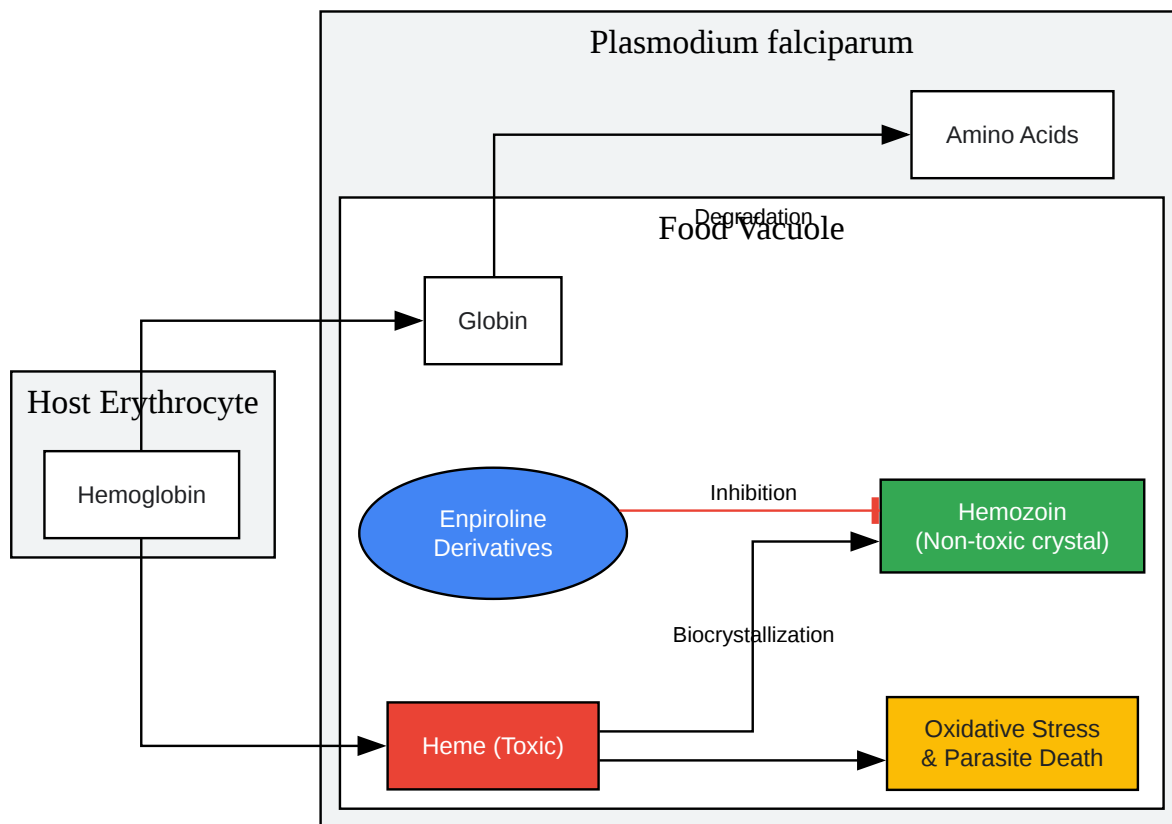 Plasmodium falciparum
Amino Acids
Degradation
Food Vacuole
Globin
Host Erythrocyte
Hemoglobin
Enpiroline
Derivatives
Inhibition
Hemozoin
(Non-toxic crystal)
Biocrystallization
Heme (Toxic)
Oxidative Stress
& Parasite Death